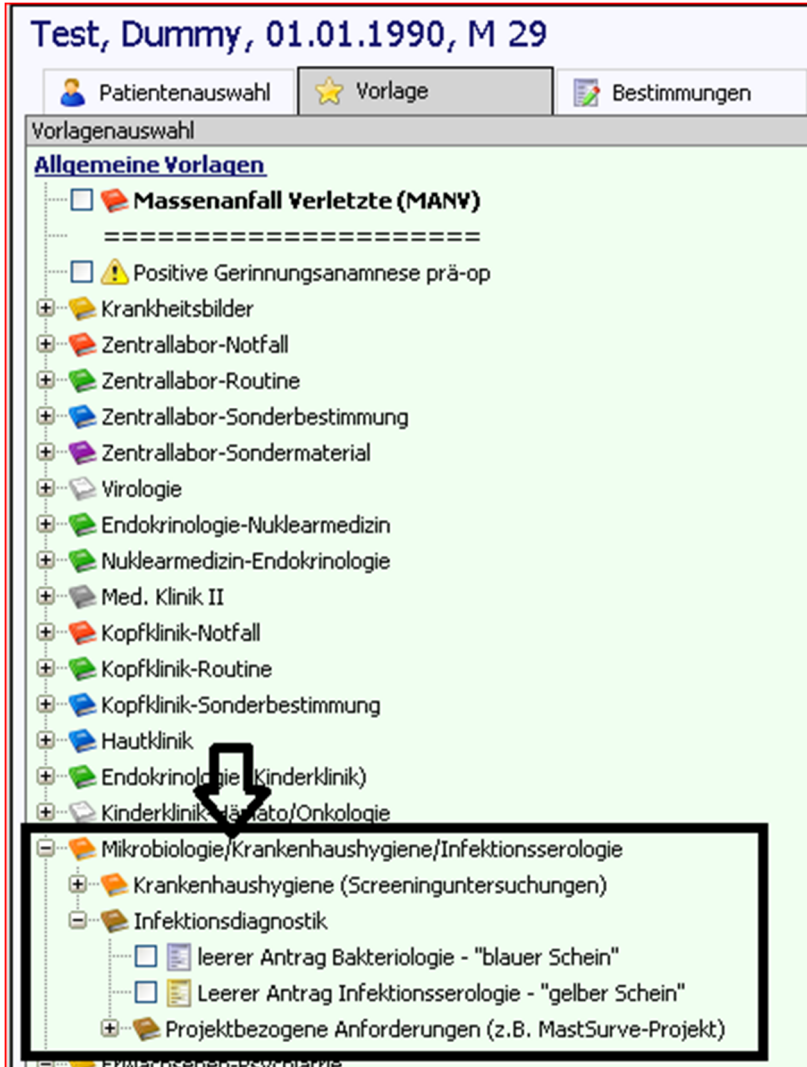 Test, Dummy, 01.01.1990, M 29
Patientenauswahl Vorlage Bestimmungen
Vorlagenauswahl
Allgemeine Vorlagen
Massenanfall Verletzte (MANV)
=====================
Positive Gerinnungsanamnese prä-op
Krankheitsbilder
Zentrallabor-Notfall
Zentrallabor-Routine
Zentrallabor-Sonderbestimmung
Zentrallabor-Sondermaterial
Virologie
Endokrinologie-Nuklearmedizin
Nuklearmedizin-Endokrinologie
Med. Klinik II
Kopfklinik-Notfall
Kopfklinik-Routine
Kopfklinik-Sonderbestimmung
Hautklinik
Endokrinologie (Kinderklinik)
Kinderklinik-Hämato/Onkologie
Mikrobiologie/Krankenhaushygiene/Infektionsserologie
Krankenhaushygiene (Screeninguntersuchungen)
Infektionsdiagnostik
leerer Antrag Bakteriologie - "blauer Schein"
Leerer Antrag Infektionsserologie - "gelber Schein"
Projektbezogene Anforderungen (z.B. MastSurve-Projekt)
Erwachsenen-Psychiatrie